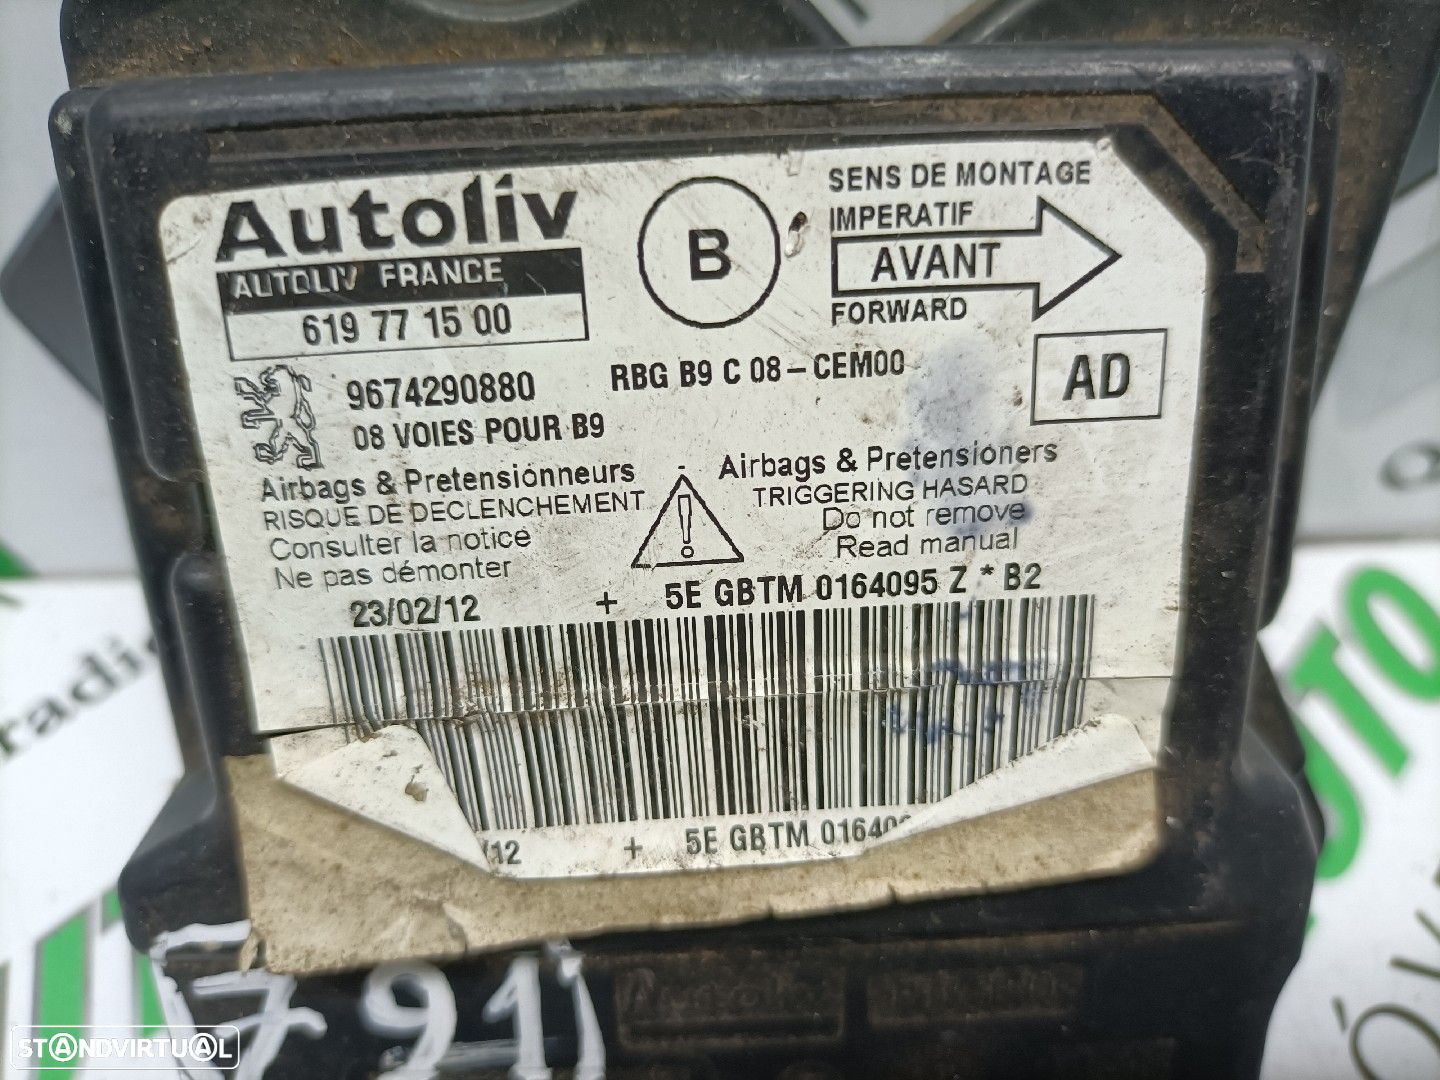 Autoliv
AUTOLIV FRANCE
619 77 15 00
B
SENS DE MONTAGE
IMPERATIF
AVANT
FORWARD
AD
9674290880
RBG B9 C 08-CEM00
08 VOIES POUR B9
Airbags & Pretensionneurs
RISQUE DE DECLENCHEMENT
Consulter la notice
Ne pas démonter
Airbags & Pretensioners
TRIGGERING HASARD
Do not remove
Read manual
23/02/12 + 5E GBTM 0164095 Z * B2
/12 + 5E GBTM 01640
791
STANDVIRTUAL